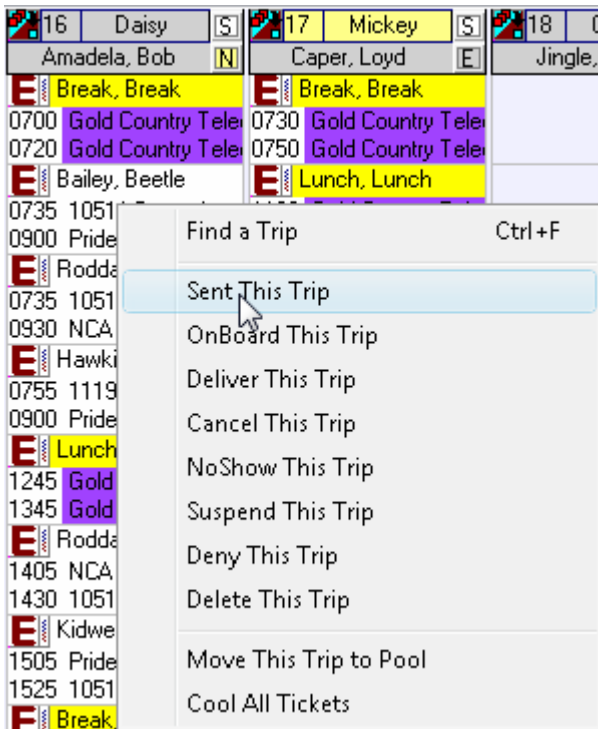 16 Daisy S 17 Mickey S 18
Amadela, Bob N Caper, Loyd E Jingle,
E Break, Break E Break, Break
0700 Gold Country Tele 0730 Gold Country Tele
0720 Gold Country Tele 0750 Gold Country Tele
E Bailey, Beetle E Lunch, Lunch
0735 1051
0900 Pride
E Rodda
0735 1051
0930 NCA
E Hawki
0755 1119
0900 Pride
E Lunch
1245 Gold
1345 Gold
E Rodda
1405 NCA
1430 1051
E Kidwe
1505 Pride
1525 1051
E Break,
Find a Trip Ctrl+F
Sent This Trip
OnBoard This Trip
Deliver This Trip
Cancel This Trip
NoShow This Trip
Suspend This Trip
Deny This Trip
Delete This Trip
Move This Trip to Pool
Cool All Tickets